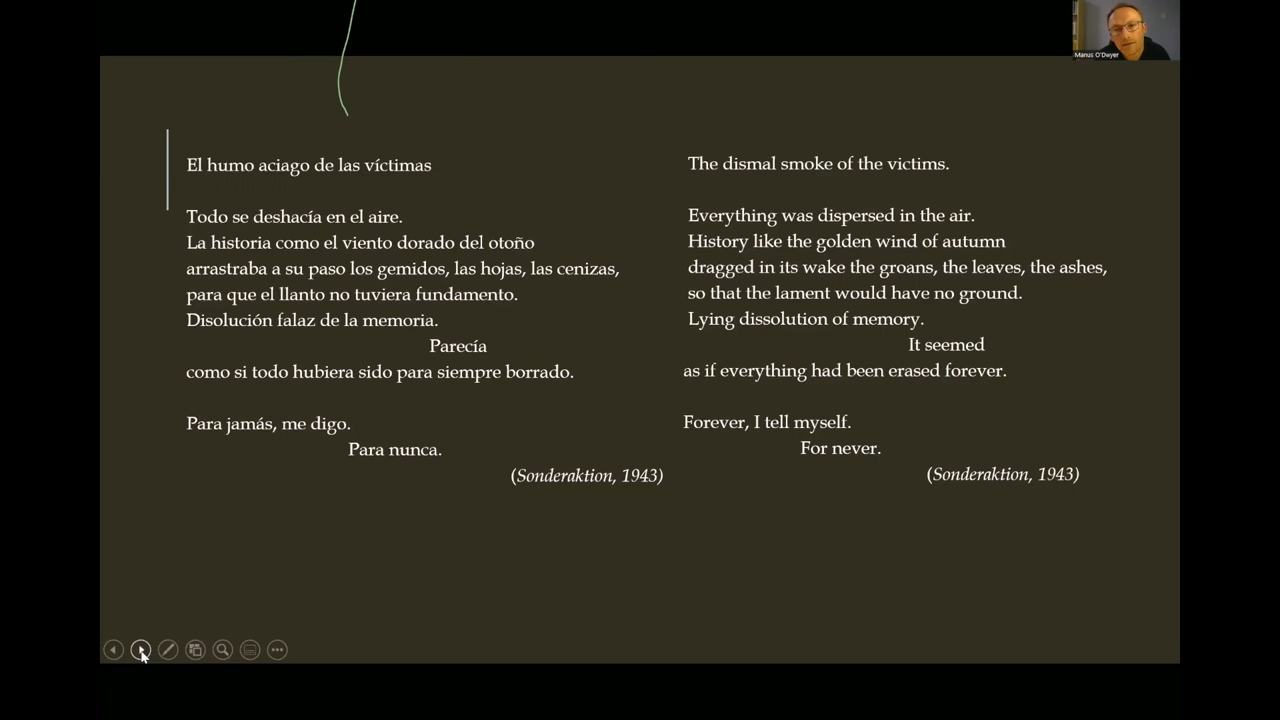 Manus O'Dwyer
El humo aciago de las víctimas
Todo se deshacía en el aire.
La historia como el viento dorado del otoño
arrastraba a su paso los gemidos, las hojas, las cenizas,
para que el llanto no tuviera fundamento.
Disolución falaz de la memoria.
Parecía
como si todo hubiera sido para siempre borrado.
Para jamás, me digo.
Para nunca.
(Sonderaktion, 1943)
The dismal smoke of the victims.
Everything was dispersed in the air.
History like the golden wind of autumn
dragged in its wake the groans, the leaves, the ashes,
so that the lament would have no ground.
Lying dissolution of memory.
It seemed
as if everything had been erased forever.
Forever, I tell myself.
For never.
(Sonderaktion, 1943)